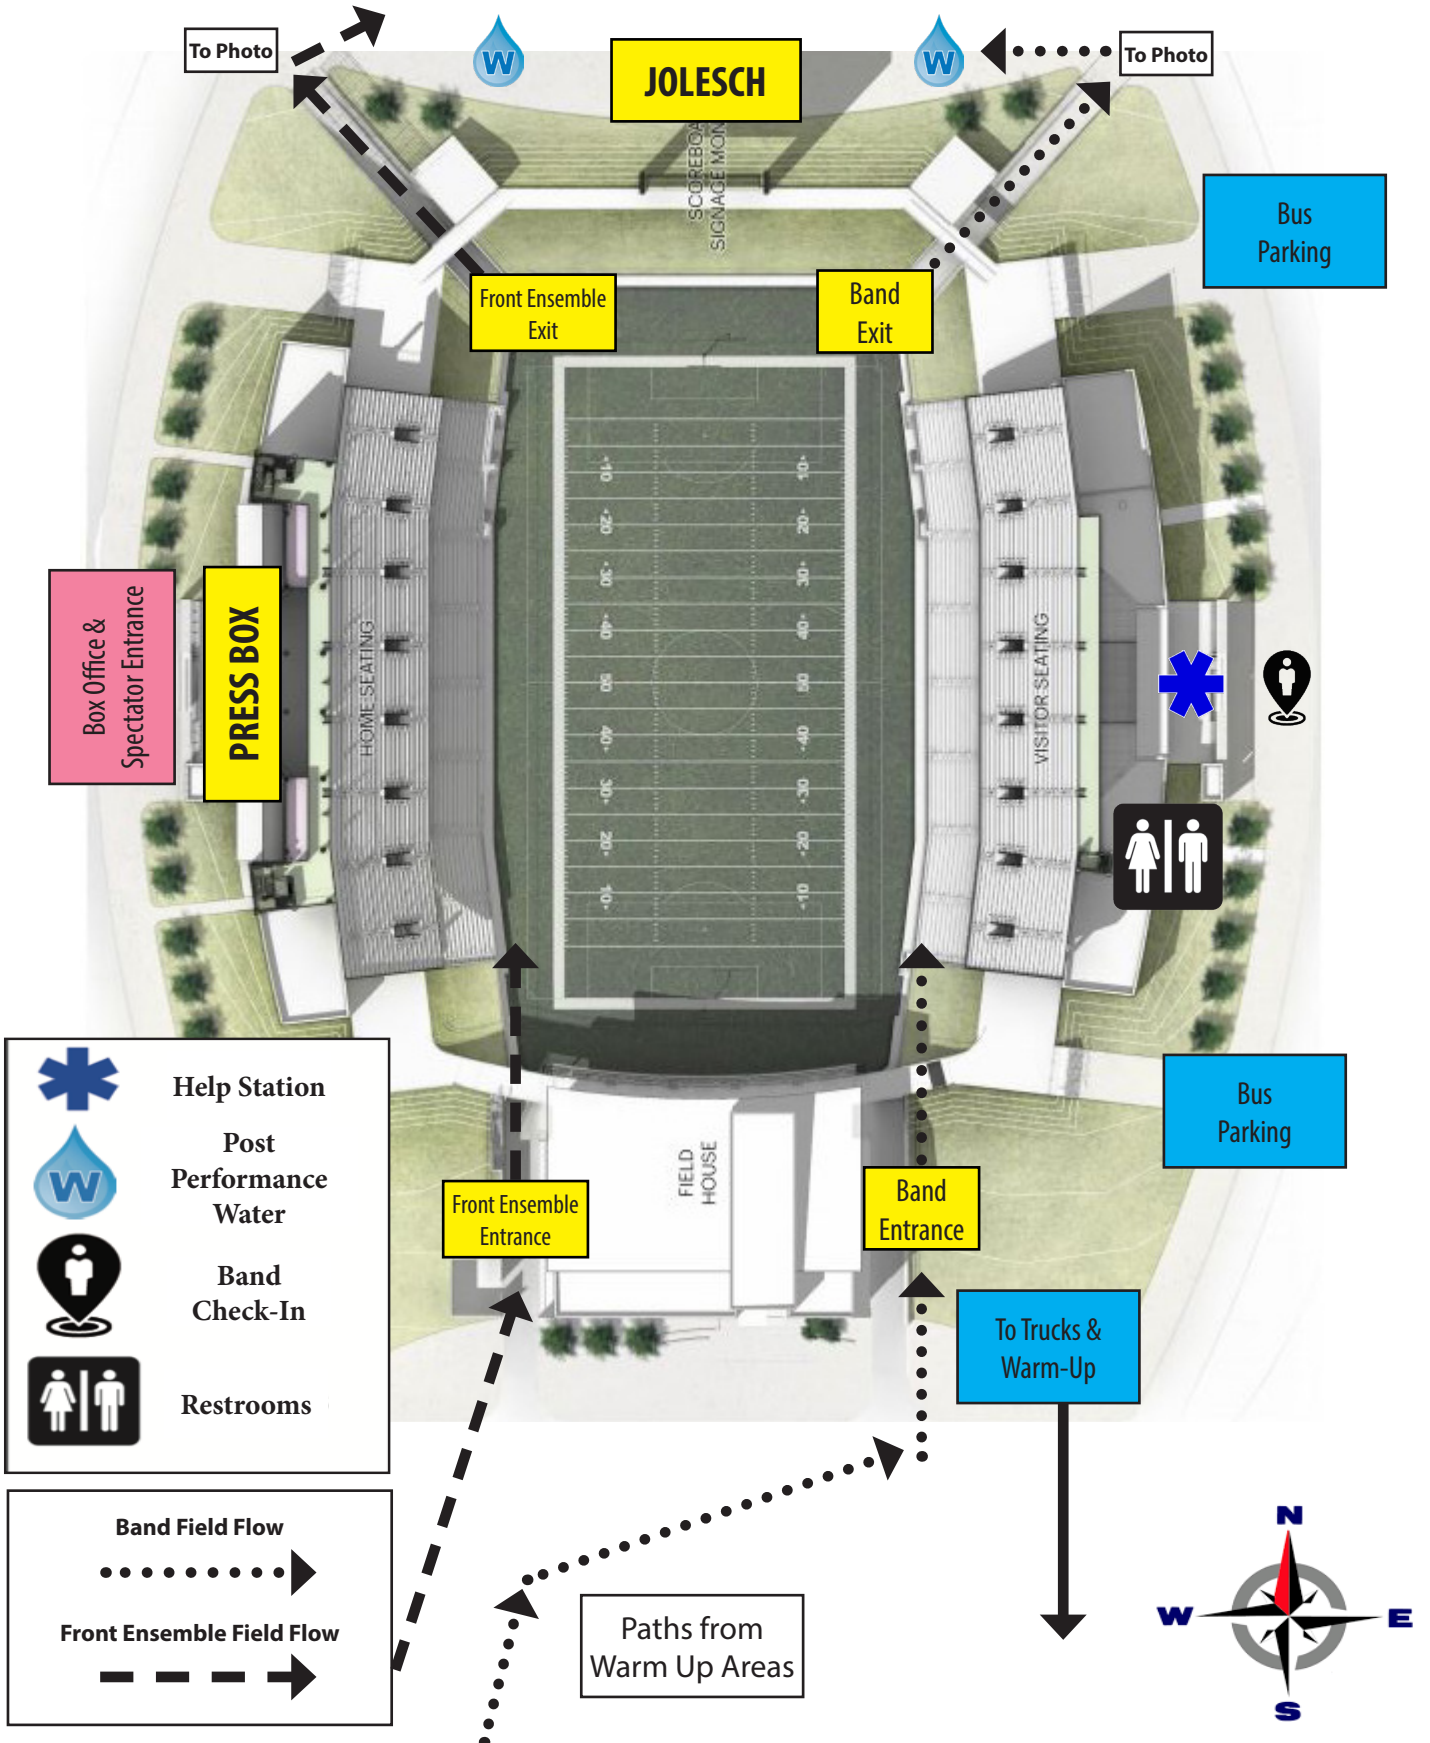 To Photo
W
JOLESCH
W
To Photo
SCOREBOA
SIGNAGE MON
Bus
Parking
Front Ensemble
Exit
Band
Exit
10
10
20
20
30
30
40
40
50
50
40
40
30
30
20
20
10
10
Box Office &
Spectator Entrance
PRESS BOX
HOME SEATING
VISITOR SEATING
Help Station
Post
Performance
Water
W
Band
Check-In
Restrooms
Bus
Parking
FIELD
HOUSE
Front Ensemble
Entrance
Band
Entrance
To Trucks &
Warm-Up
Band Field Flow
Front Ensemble Field Flow
Paths from
Warm Up Areas
N
W
E
S